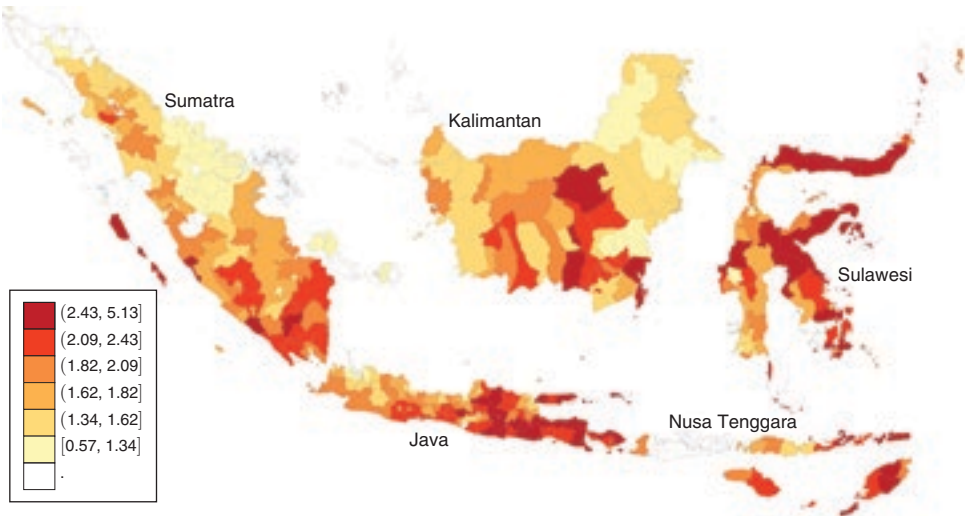 Sumatra
Kalimantan
Sulawesi
Nusa Tenggara
Java
(2.43, 5.13]
(2.09, 2.43]
(1.82, 2.09]
(1.62, 1.82]
(1.34, 1.62]
[0.57, 1.34]
.